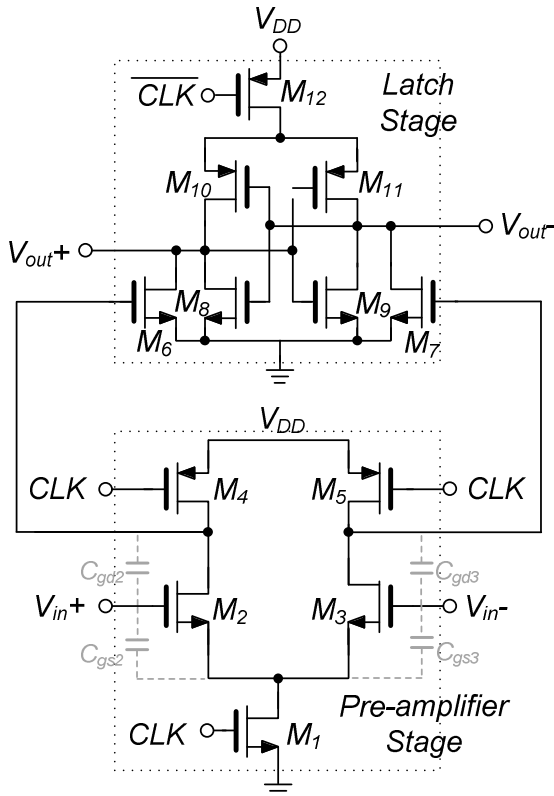 VDD
CLK
M12
Latch
Stage
M10
M11
Vout+
Vout-
M8
M9
M6
M7
VDD
CLK
M4
M5
CLK
Cgd2
Cgd3
Vin+
M2
M3
Vin-
Cgs2
Cgs3
Pre-amplifier
Stage
CLK
M1